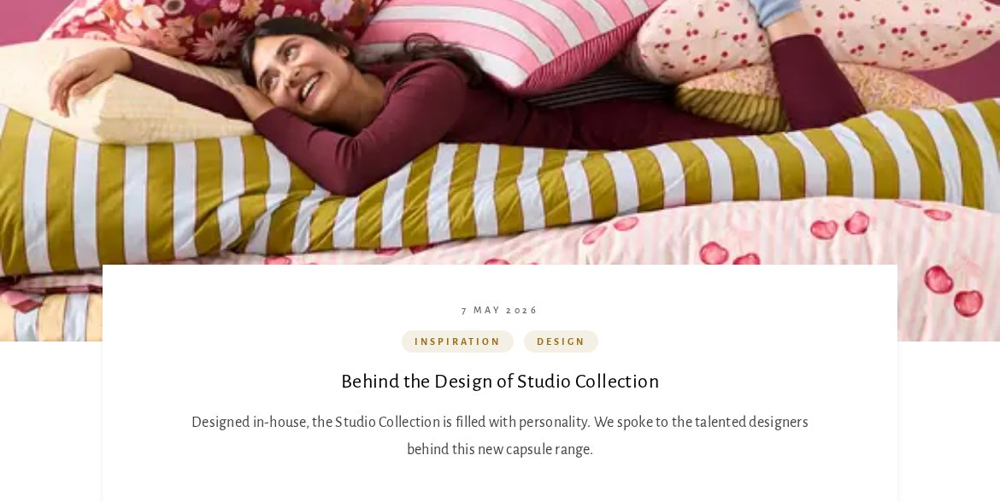 7 MAY 2026
INSPIRATION DESIGN
Behind the Design of Studio Collection
Designed in-house, the Studio Collection is filled with personality. We spoke to the talented designers
behind this new capsule range.